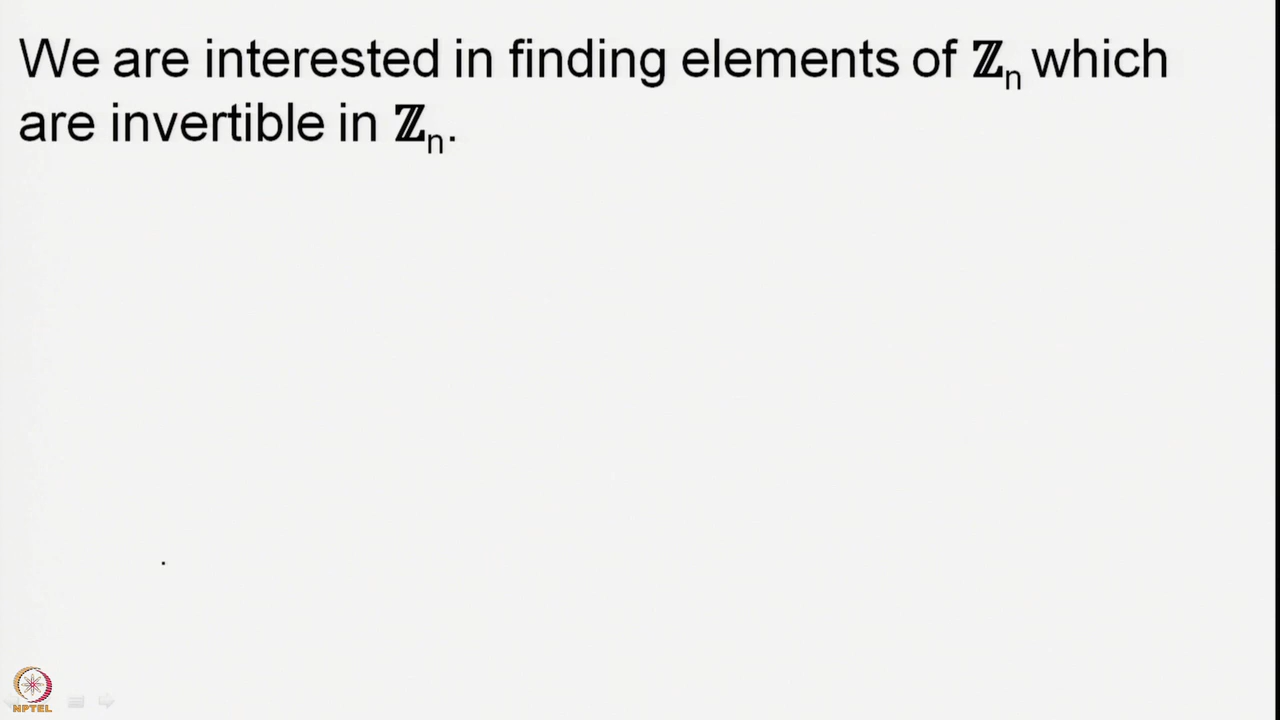 We are interested in finding elements of ℤn which
are invertible in ℤn.
NPTEL